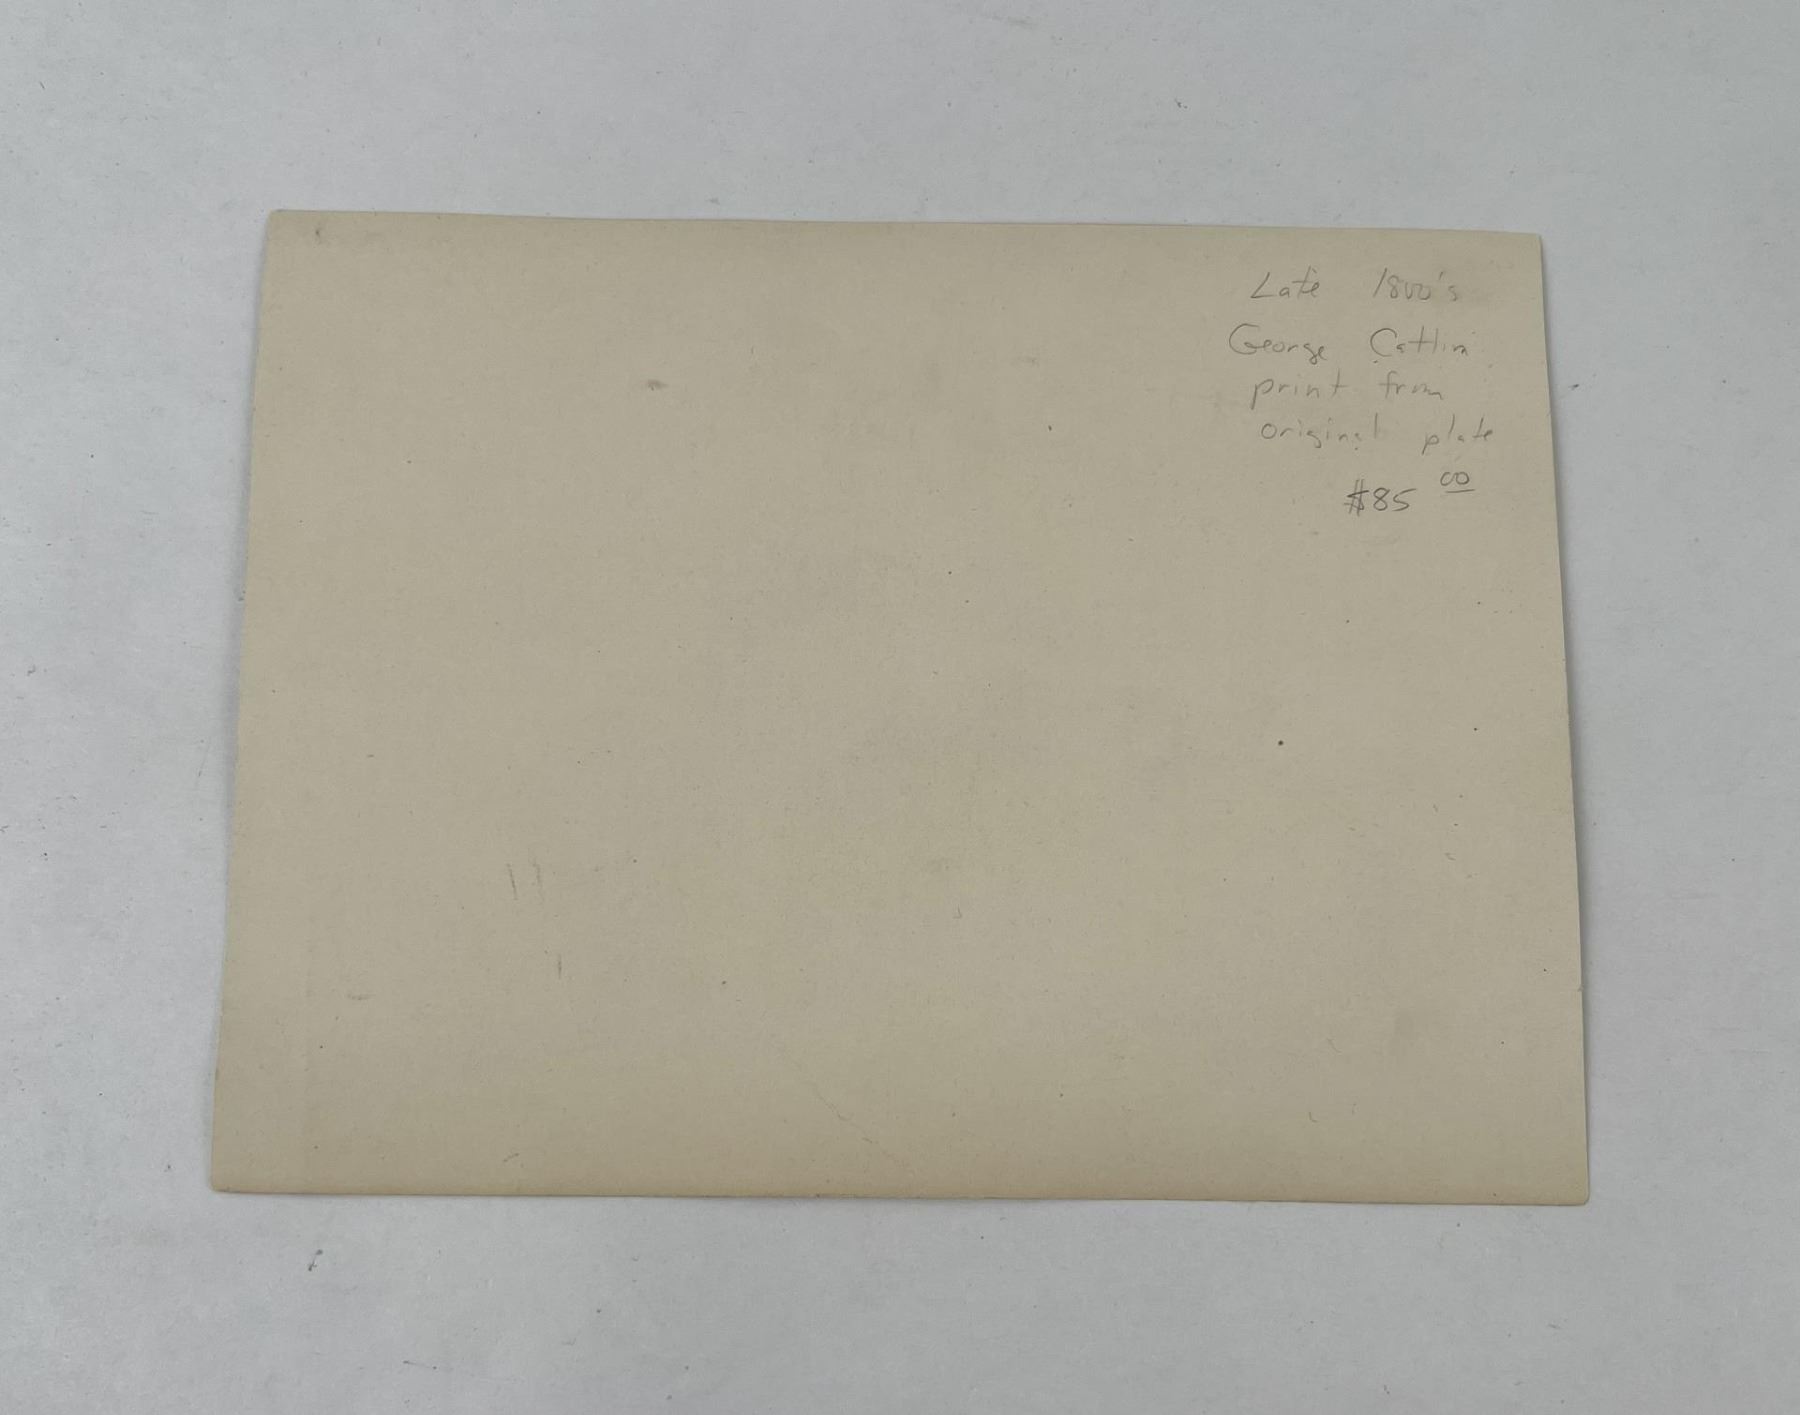 Late 1800's
George Catlin
print from
original plate
$85 00